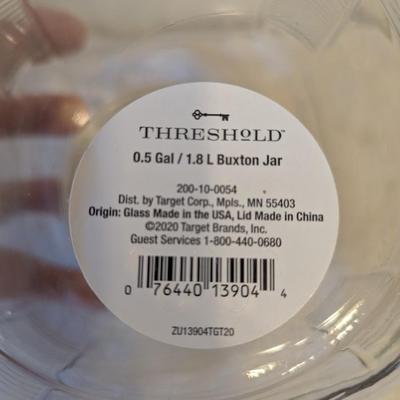 THRESHOLD™
0.5 Gal / 1.8 L Buxton Jar
200-10-0054
Dist. by Target Corp., Mpls., MN 55403
Origin: Glass Made in the USA, Lid Made in China
©2020 Target Brands, Inc.
Guest Services 1-800-440-0680
0 76440 13904 4
ZU13904TGT20